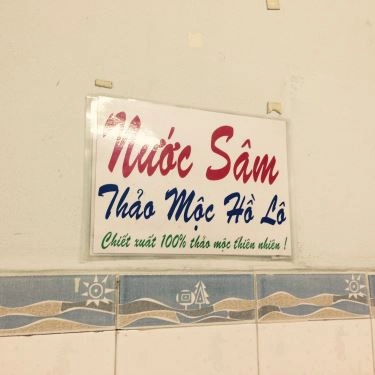 Nước Sâm
Thảo Mộc Hồ Lô
Chiết xuất 100% thảo mộc thiên nhiên !